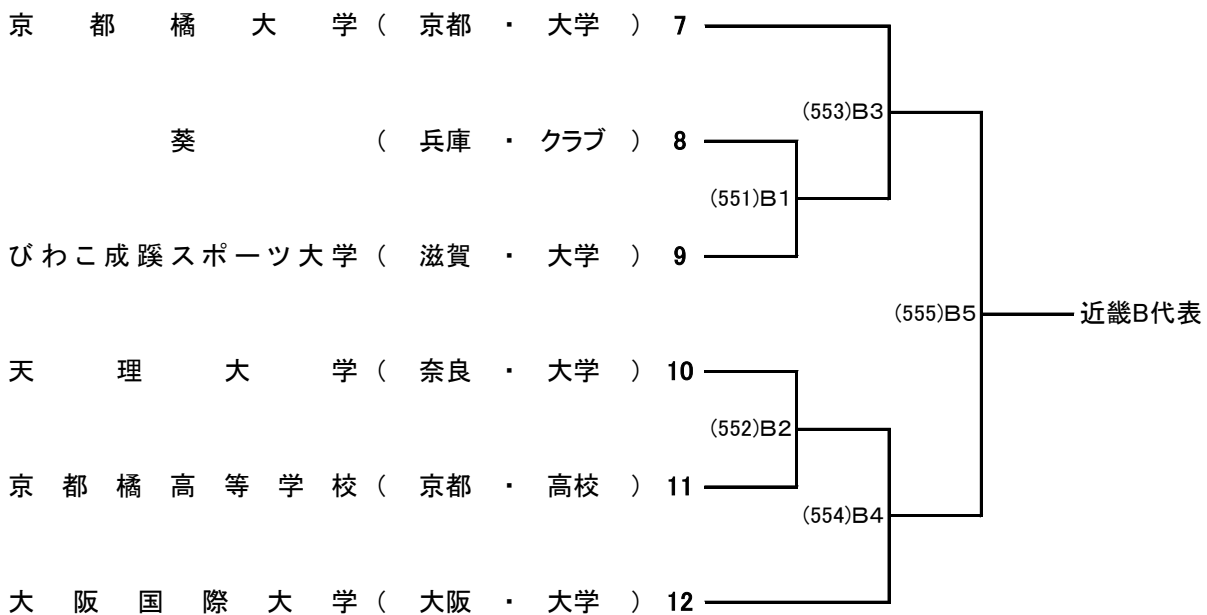 京都橘大学(京都・大学) 7
(553)B3
葵(兵庫・クラブ) 8
(551)B1
びわこ成蹊スポーツ大学(滋賀・大学) 9
(555)B5 近畿B代表
天理大学(奈良・大学) 10
(552)B2
京都橘高等学校(京都・高校) 11
(554)B4
大阪国際大学(大阪・大学) 12